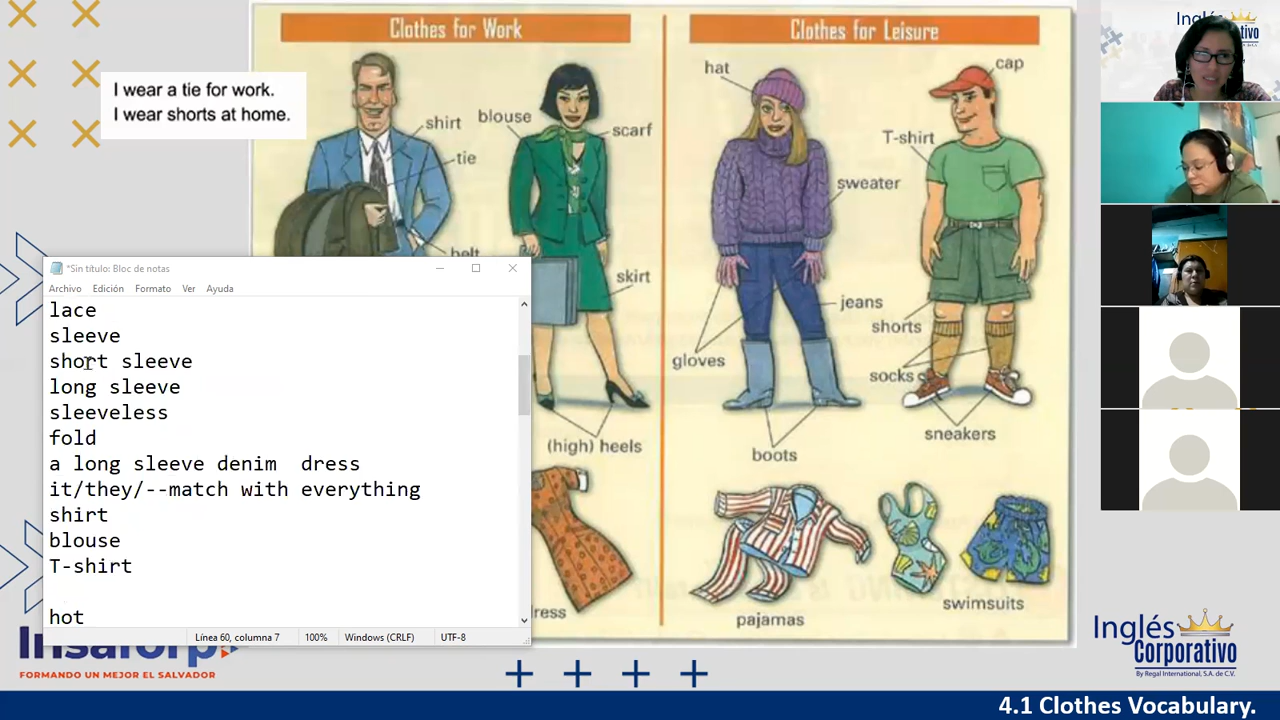 Clothes for Work
Clothes for Leisure
I wear a tie for work.
I wear shorts at home.
shirt
blouse
scarf
tie
belt
skirt
(high) heels
hat
cap
T-shirt
sweater
jeans
shorts
gloves
socks
sneakers
boots
pajamas
swimsuits
*Sin título: Bloc de notas
Archivo Edición Formato Ver Ayuda
lace
sleeve
short sleeve
long sleeve
sleeveless
fold
a long sleeve denim  dress
it/they/--match with everything
shirt
blouse
T-shirt
hot
Línea 60, columna 7 100% Windows (CRLF) UTF-8
FORMANDO UN MEJOR EL SALVADOR
Inglés
Corporativo
By Regal International, S.A. de C.V.
4.1 Clothes Vocabulary.